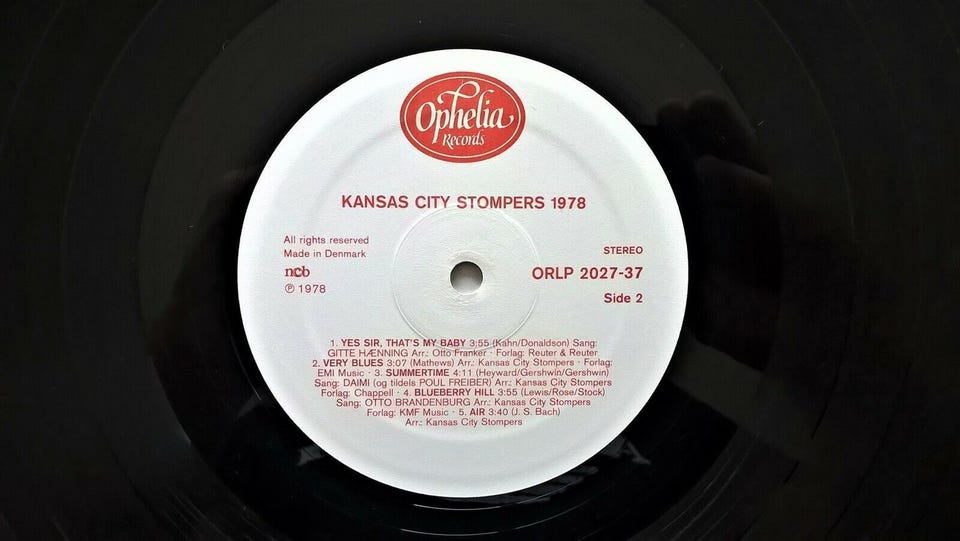 Ophelia
Records
KANSAS CITY STOMPERS 1978
All rights reserved
Made in Denmark
ncb
Ⓟ 1978
STEREO
ORLP 2027-37
Side 2
1. YES SIR, THAT'S MY BABY 3:55 (Kahn/Donaldson) Sang:
GITTE HÆNNING Arr.: Otto Franker · Forlag: Reuter & Reuter
2. VERY BLUES 3:07 (Mathews) Arr.: Kansas City Stompers · Forlag:
EMI Music · 3. SUMMERTIME 4:11 (Heyward/Gershwin/Gershwin)
Sang: DAIMI (og tildels POUL FREIBER) Arr.: Kansas City Stompers
Forlag: Chappell · 4. BLUEBERRY HILL 3:55 (Lewis/Rose/Stock)
Sang: OTTO BRANDENBURG Arr.: Kansas City Stompers
Forlag: KMF Music · 5. AIR 3:40 (J. S. Bach)
Arr.: Kansas City Stompers